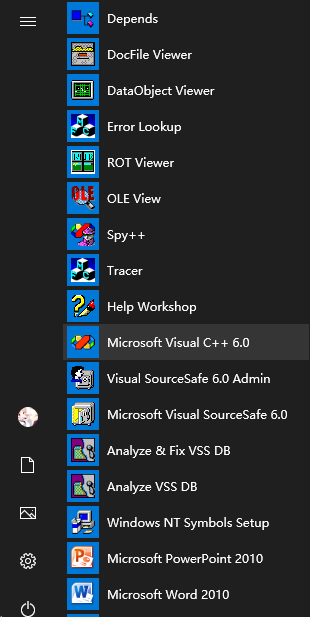 Depends
DocFile Viewer
DataObject Viewer
Error Lookup
ROT Viewer
OLE View
Spy++
Tracer
Help Workshop
Microsoft Visual C++ 6.0
Visual SourceSafe 6.0 Admin
Microsoft Visual SourceSafe 6.0
Analyze & Fix VSS DB
Analyze VSS DB
Windows NT Symbols Setup
Microsoft PowerPoint 2010
Microsoft Word 2010